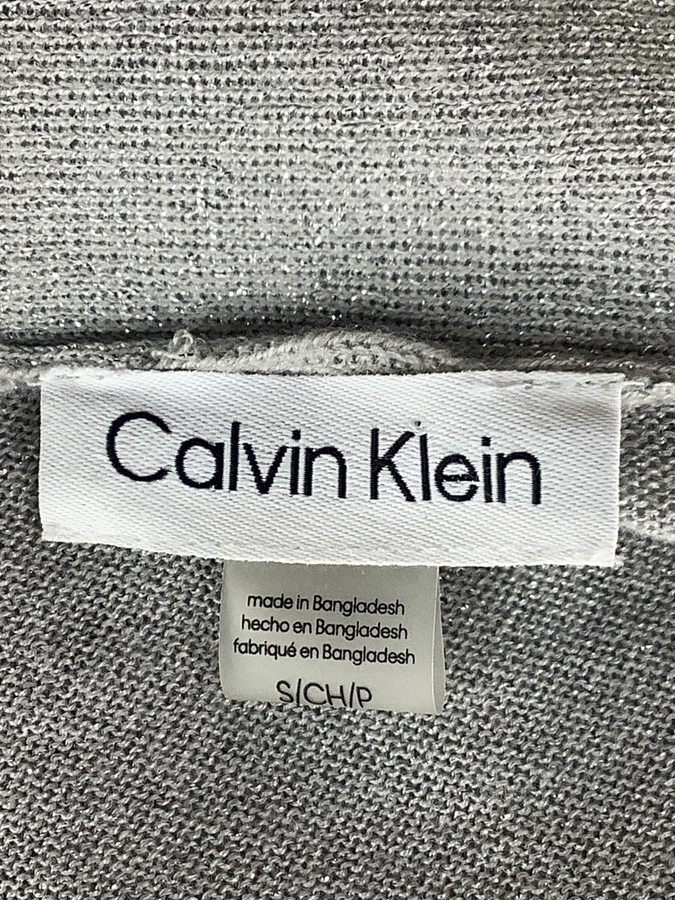 Calvin Klein
made in Bangladesh
hecho en Bangladesh
fabriqué en Bangladesh
S/CH/P